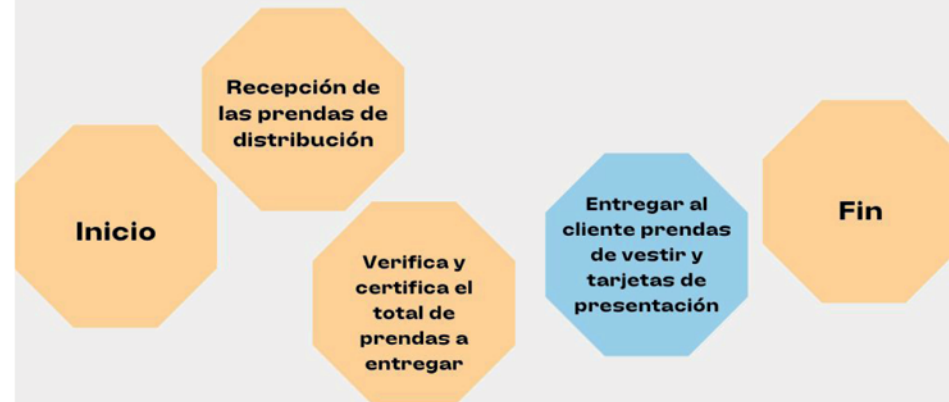 Inicio
Recepción de
las prendas de
distribución
Verifica y
certifica el
total de
prendas a
entregar
Entregar al
cliente prendas
de vestir y
tarjetas de
presentación
Fin